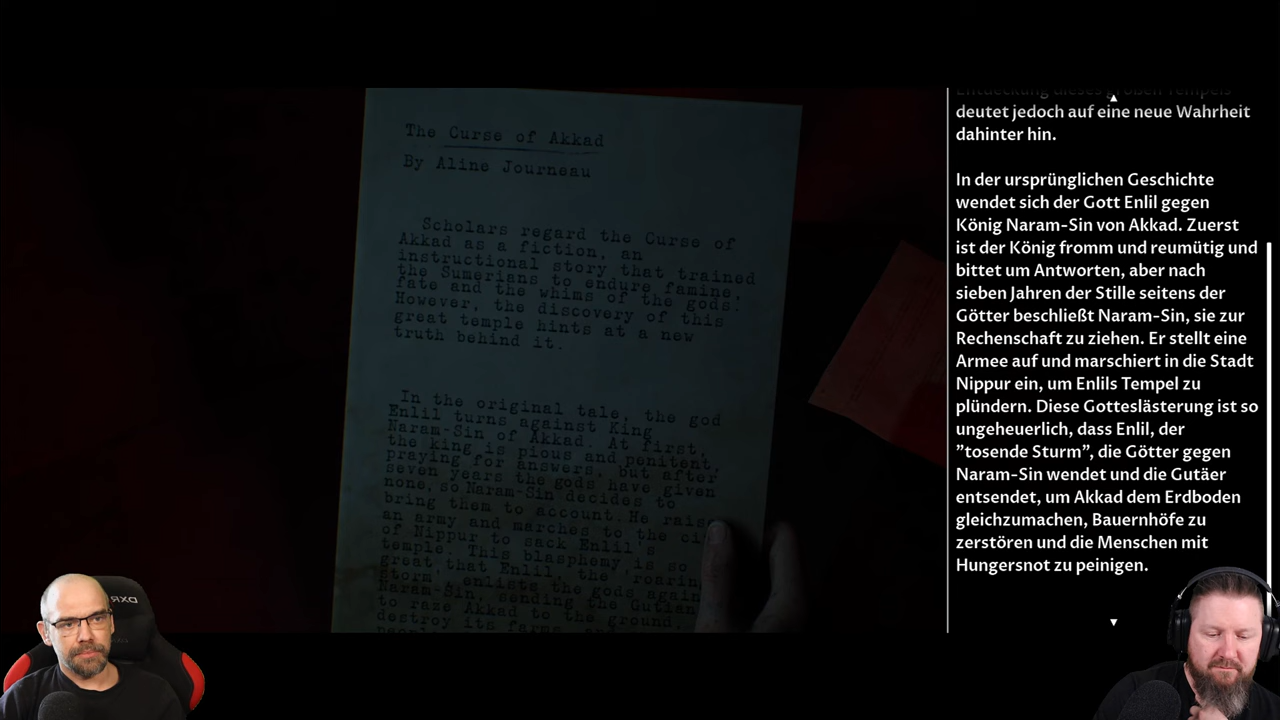 The Curse of Akkad
By Aline Journeau
Scholars regard the Curse of
Akkad as a fiction, an
instructional story that trained
the Sumerians to endure famine,
fate and the whims of the gods.
However, the discovery of this
great temple hints at a new
truth behind it.
In the original tale, the god
Enlil turns against King
Naram-Sin of Akkad. At first,
the king is pious and penitent,
praying for answers, but after
seven years the gods have given
none, so Naram-Sin decides to
bring them to account. He raise
an army and marches to the ci
of Nippur to sack Enlil's
temple. This blasphemy is so
great that Enlil, the 'roaring
storm', enlists the gods again
Naram-Sin, sending the Gutian
to raze Akkad to the ground,
destroy its farms,
deutet jedoch auf eine neue Wahrheit
dahinter hin.
In der ursprünglichen Geschichte
wendet sich der Gott Enlil gegen
König Naram-Sin von Akkad. Zuerst
ist der König fromm und reumütig und
bittet um Antworten, aber nach
sieben Jahren der Stille seitens der
Götter beschließt Naram-Sin, sie zur
Rechenschaft zu ziehen. Er stellt eine
Armee auf und marschiert in die Stadt
Nippur ein, um Enlils Tempel zu
plündern. Diese Gotteslästerung ist so
ungeheuerlich, dass Enlil, der
"tosende Sturm", die Götter gegen
Naram-Sin wendet und die Gutäer
entsendet, um Akkad dem Erdboden
gleichzumachen, Bauernhöfe zu
zerstören und die Menschen mit
Hungersnot zu peinigen.
DXR